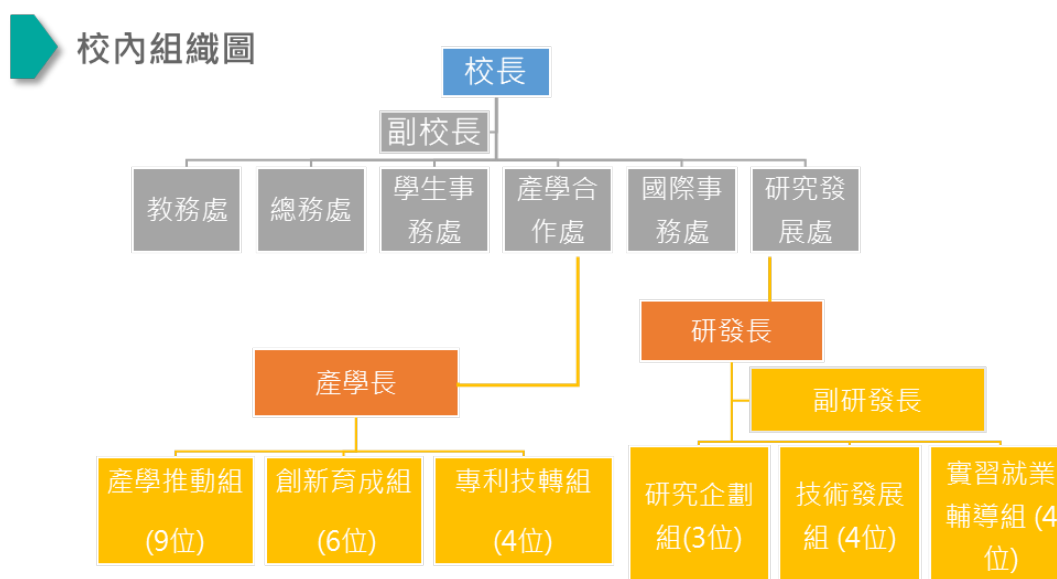 校內組織圖
校長
副校長
教務處
總務處
學生事
務處
產學合
作處
國際事
務處
研究發
展處
研發長
產學長
副研發長
產學推動組
(9位)
創新育成組
(6位)
專利技轉組
(4位)
研究企劃
組(3位)
技術發展
組 (4位)
實習就業
輔導組 (4
位)